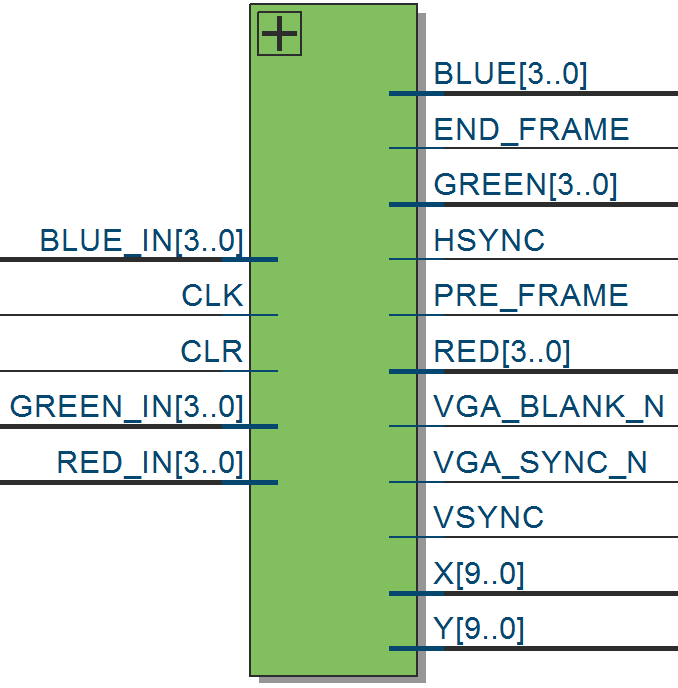 BLUE_IN[3..0]
CLK
CLR
GREEN_IN[3..0]
RED_IN[3..0]
BLUE[3..0]
END_FRAME
GREEN[3..0]
HSYNC
PRE_FRAME
RED[3..0]
VGA_BLANK_N
VGA_SYNC_N
VSYNC
X[9..0]
Y[9..0]